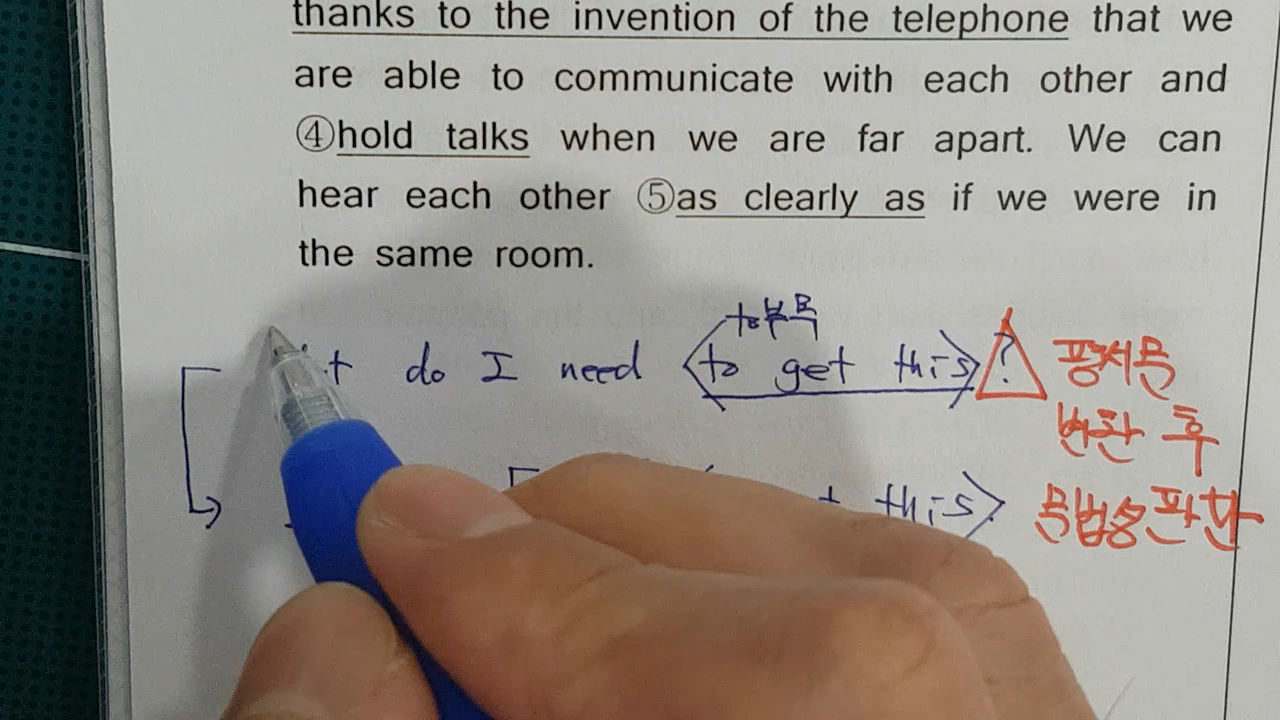 thanks to the invention of the telephone that we
are able to communicate with each other and
④hold talks when we are far apart. We can
hear each other ⑤as clearly as if we were in
the same room.
to부목
do I need <to get this>? 평서문
변환 후
this> 문법성 판단